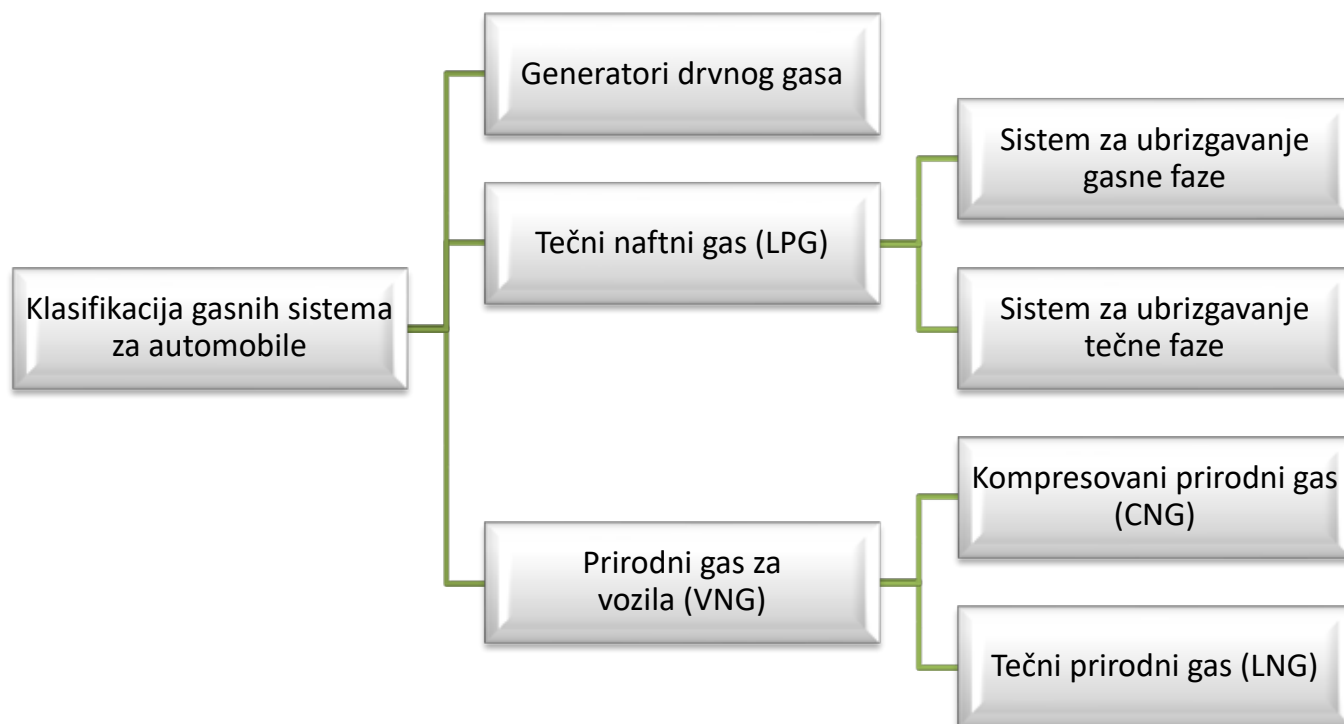 Generatori drvnog gasa
Sistem za ubrizgavanje
gasne faze
Tečni naftni gas (LPG)
Klasifikacija gasnih sistema
za automobile
Sistem za ubrizgavanje
tečne faze
Kompresovani prirodni gas
(CNG)
Prirodni gas za
vozila (VNG)
Tečni prirodni gas (LNG)